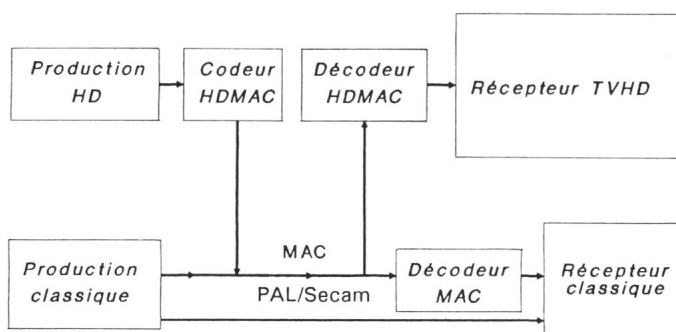 Production
HD
Codeur
HDMAC
Décodeur
HDMAC
Récepteur TVHD
MAC
PAL/Secam
Production
classique
Décodeur
MAC
Récepteur
classique